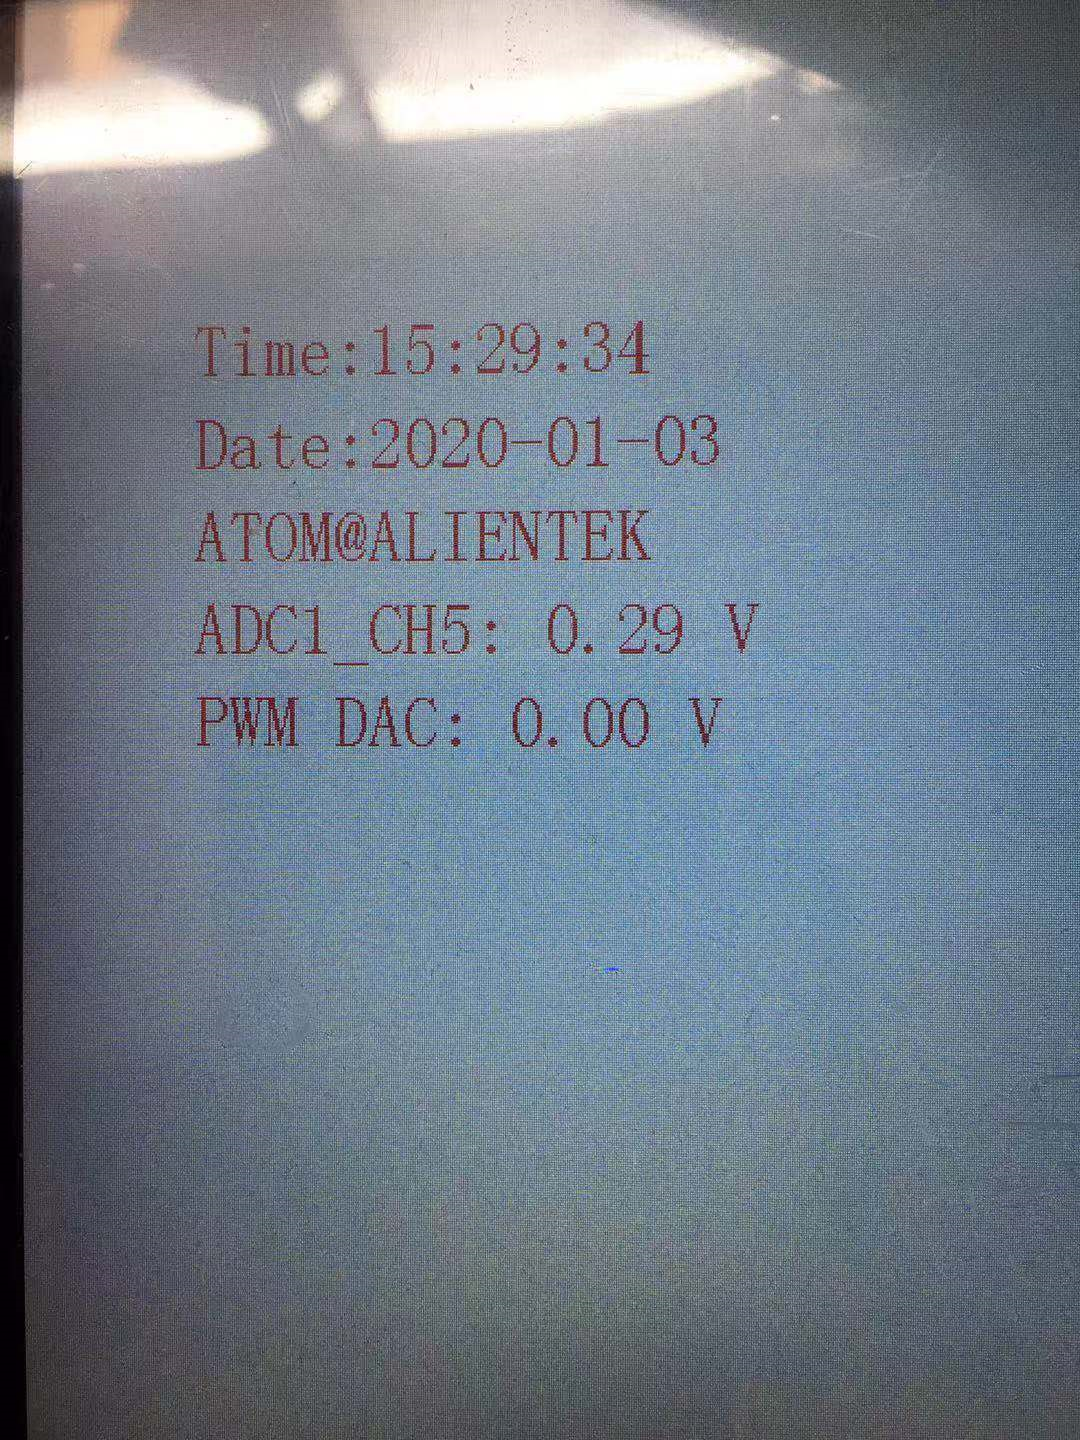 Time:15:29:34
Date:2020-01-03
ATOM@ALIENTEK
ADC1_CH5: 0.29 V
PWM DAC: 0.00 V